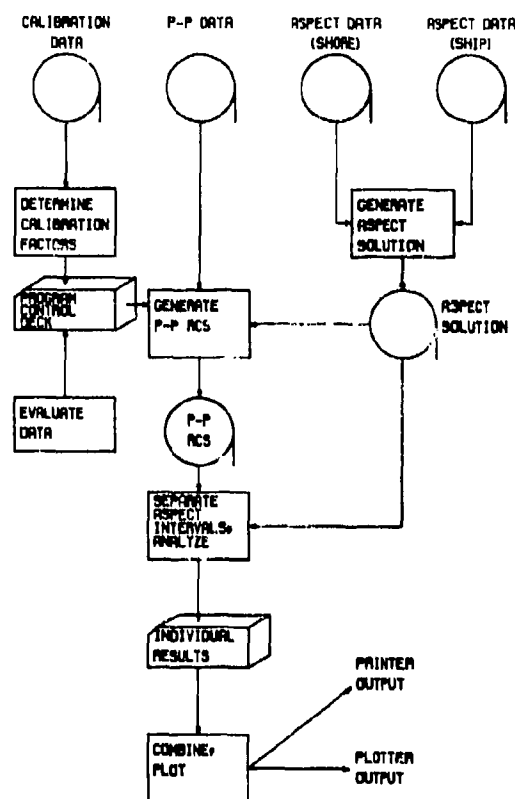 CALIBRATION
DATA
P-P DATA
ASPECT DATA
(SHORE)
ASPECT DATA
(SHIP)
DETERMINE
CALIBRATION
FACTORS
GENERATE
ASPECT
SOLUTION
PROGRAM
CONTROL
DECK
GENERATE
P-P RCS
ASPECT
SOLUTION
EVALUATE
DATA
P-P
RCS
SEPARATE
ASPECT
INTERVALS,
ANALYZE
INDIVIDUAL
RESULTS
PRINTER
OUTPUT
COMBINE,
PLOT
PLOTTER
OUTPUT